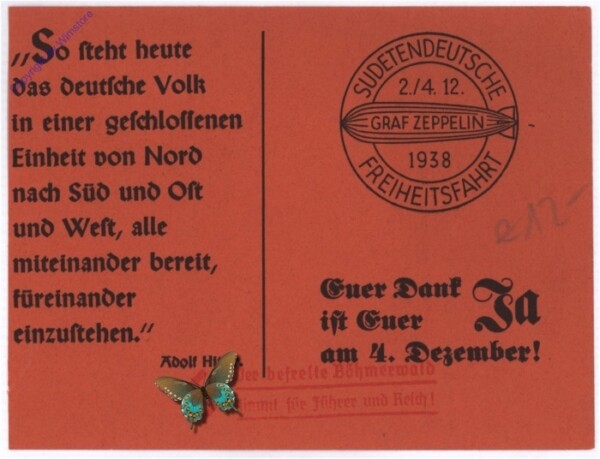 „So steht heute
das deutsche Volk
in einer geschlossenen
Einheit von Nord
nach Süd und Ost
und West, alle
miteinander bereit,
füreinander
einzustehen.“
Adolf
SUDETENDEUTSCHE
2./4. 12.
GRAF ZEPPELIN
1938
FREIHEITSFAHRT
Euer Dank
ist Euer Ja
am 4. Dezember!
der befreite Böhmerwald
stimmt für Führer und Reich!